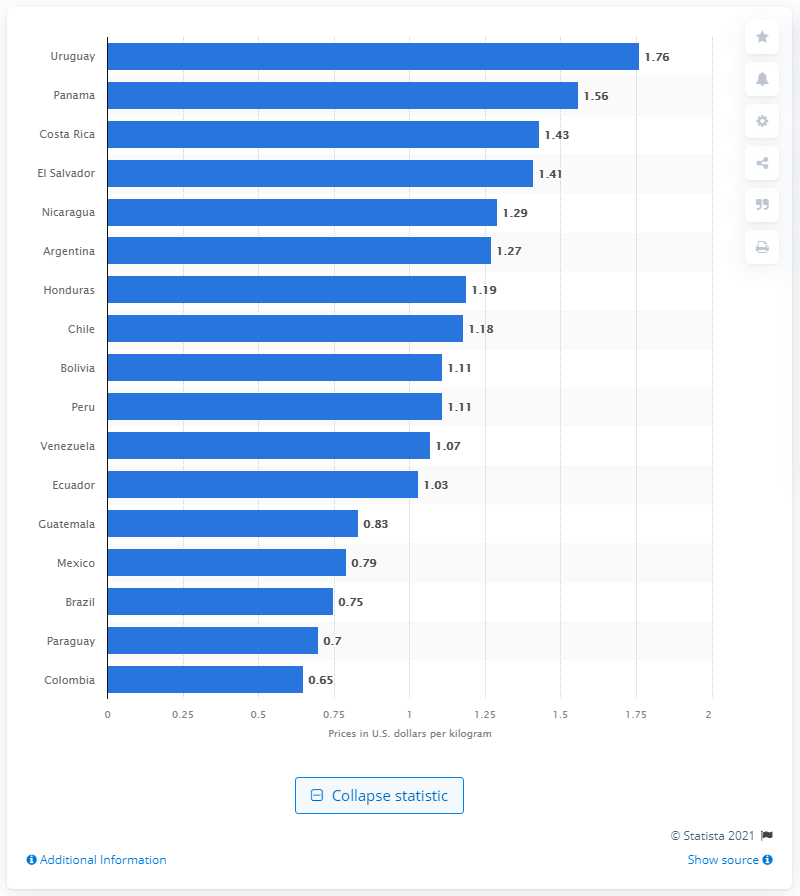 Uruguay 1.76
Panama 1.56
Costa Rica 1.43
El Salvador 1.41
Nicaragua 1.29
Argentina 1.27
Honduras 1.19
Chile 1.18
Bolivia 1.11
Peru 1.11
Venezuela 1.07
Ecuador 1.03
Guatemala 0.83
Mexico 0.79
Brazil 0.75
Paraguay 0.7
Colombia 0.65
0 0.25 0.5 0.75 1 1.25 1.5 1.75 2
Prices in U.S. dollars per kilogram
Collapse statistic
© Statista 2021
Additional Information Show source